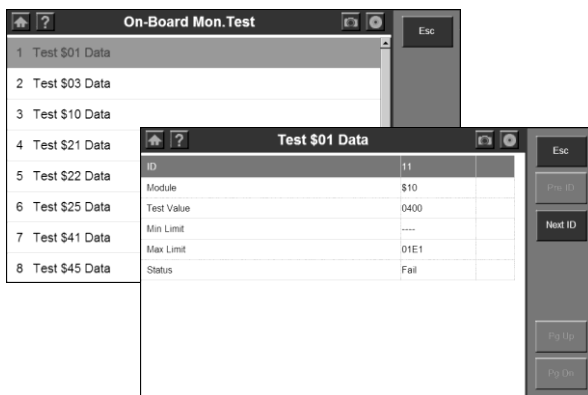 On-Board Mon.Test
Esc
1 Test $01 Data
2 Test $03 Data
3 Test $10 Data
4 Test $21 Data
5 Test $22 Data
6 Test $25 Data
7 Test $41 Data
8 Test $45 Data
Test $01 Data
Esc
ID 11
Pre ID
Module $10
Test Value 0400
Next ID
Min Limit ----
Max Limit 01E1
Status Fail
Pg Up
Pg Dn